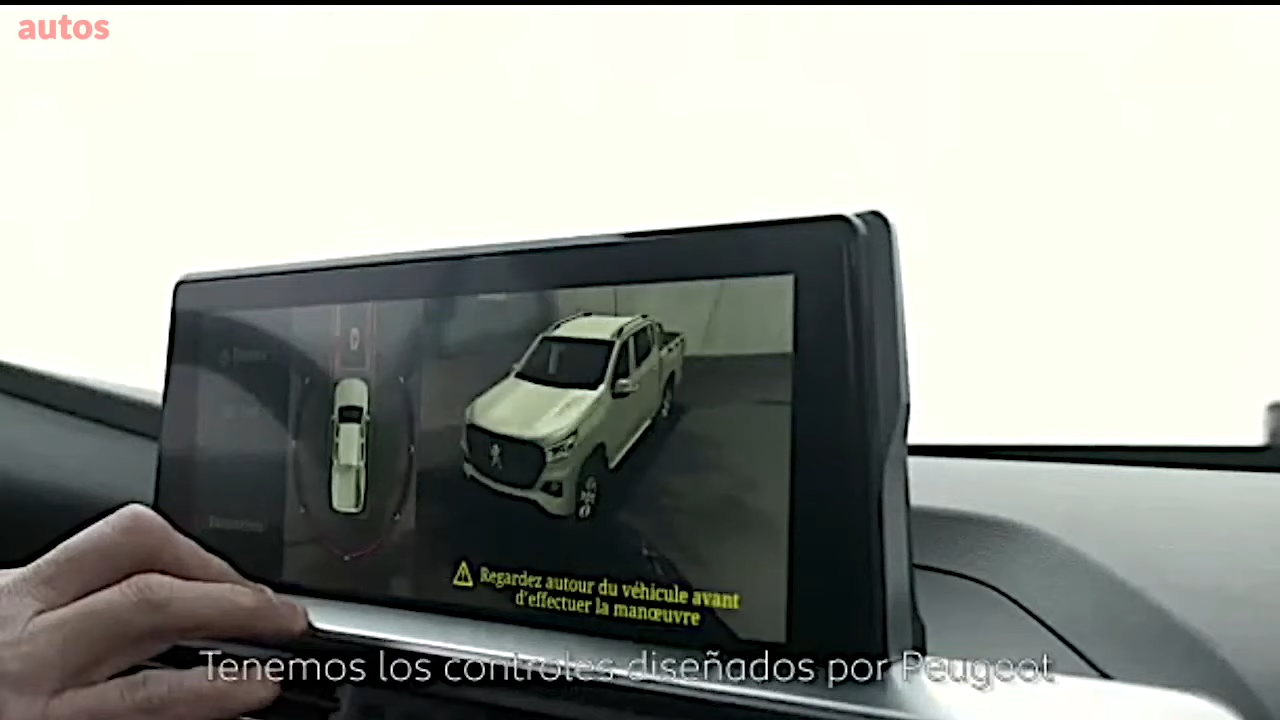 autos
Regardez autour du véhicule avant
d'effectuer la manœuvre
Tenemos los controles diseñados por Peugeot